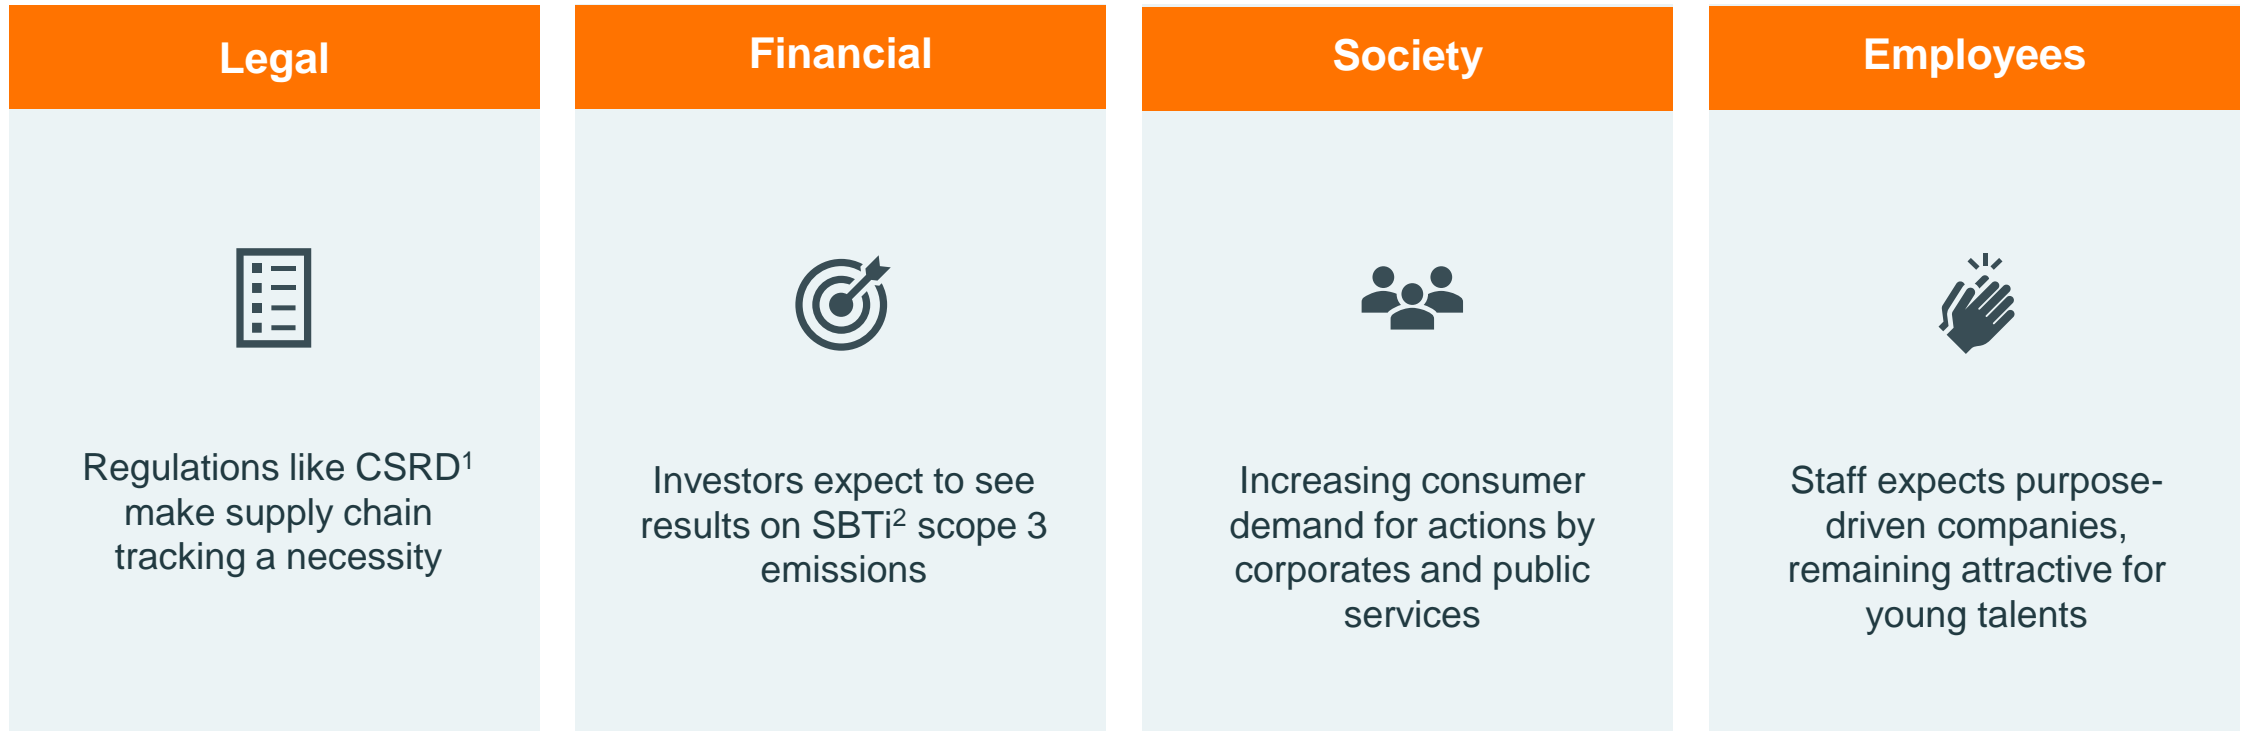 Legal
Regulations like CSRD¹
make supply chain
tracking a necessity
Financial
Investors expect to see
results on SBTi² scope 3
emissions
Society
Increasing consumer
demand for actions by
corporates and public
services
Employees
Staff expects purpose-
driven companies,
remaining attractive for
young talents